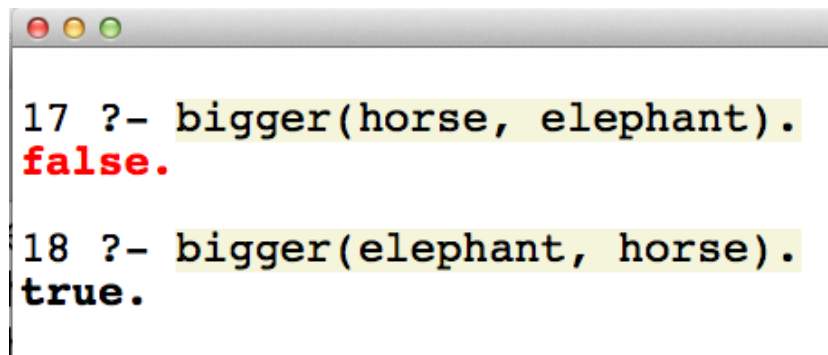 17 ?- bigger(horse, elephant).
false.
18 ?- bigger(elephant, horse).
true.